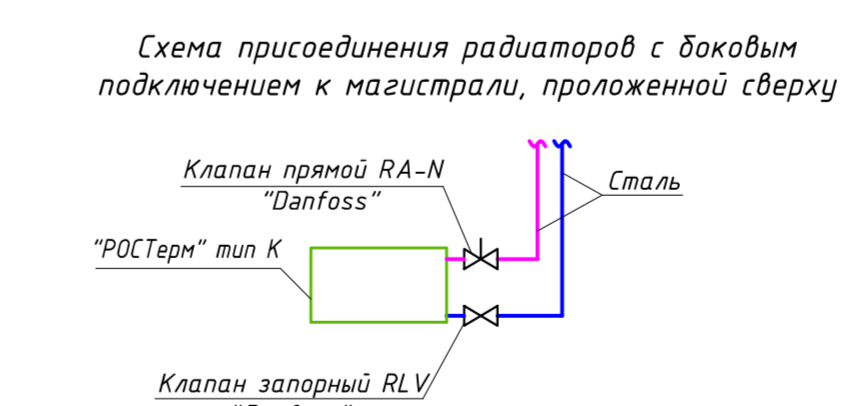 Схема присоединения радиаторов с боковым
подключением к магистрали, проложенной сверху
Клапан прямой RA-N
"Danfoss"
Сталь
"РОСТерм" тип К
Клапан запорный RLV